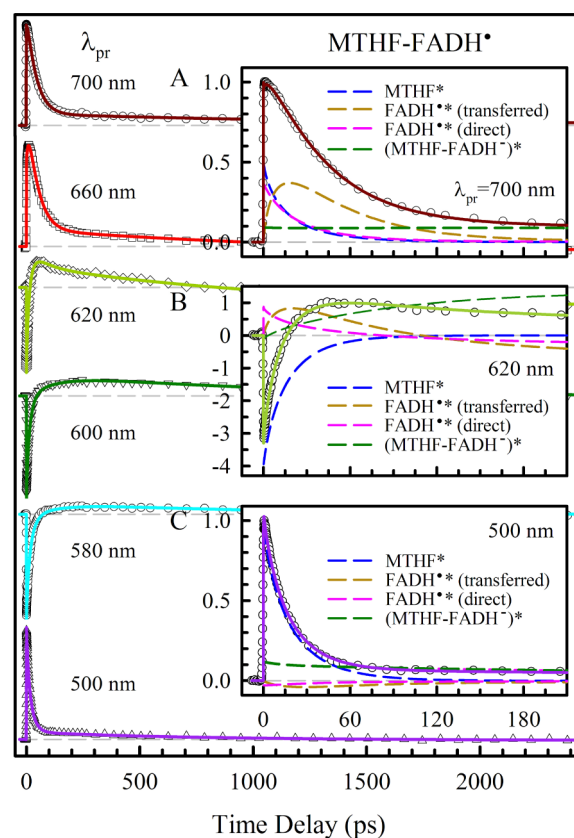 λpr
MTHF-FADH•
700 nm
A
1.0
MTHF*
FADH•* (transferred)
FADH•* (direct)
(MTHF-FADH⁻)*
0.5
λpr=700 nm
0.0
660 nm
B
620 nm
1
0
-1
-2
-3
-4
620 nm
MTHF*
FADH•* (transferred)
FADH•* (direct)
(MTHF-FADH⁻)*
600 nm
580 nm
C
1.0
500 nm
MTHF*
FADH•* (transferred)
FADH•* (direct)
(MTHF-FADH⁻)*
0.5
0.0
500 nm
0 60 120 180
0 500 1000 1500 2000
Time Delay (ps)